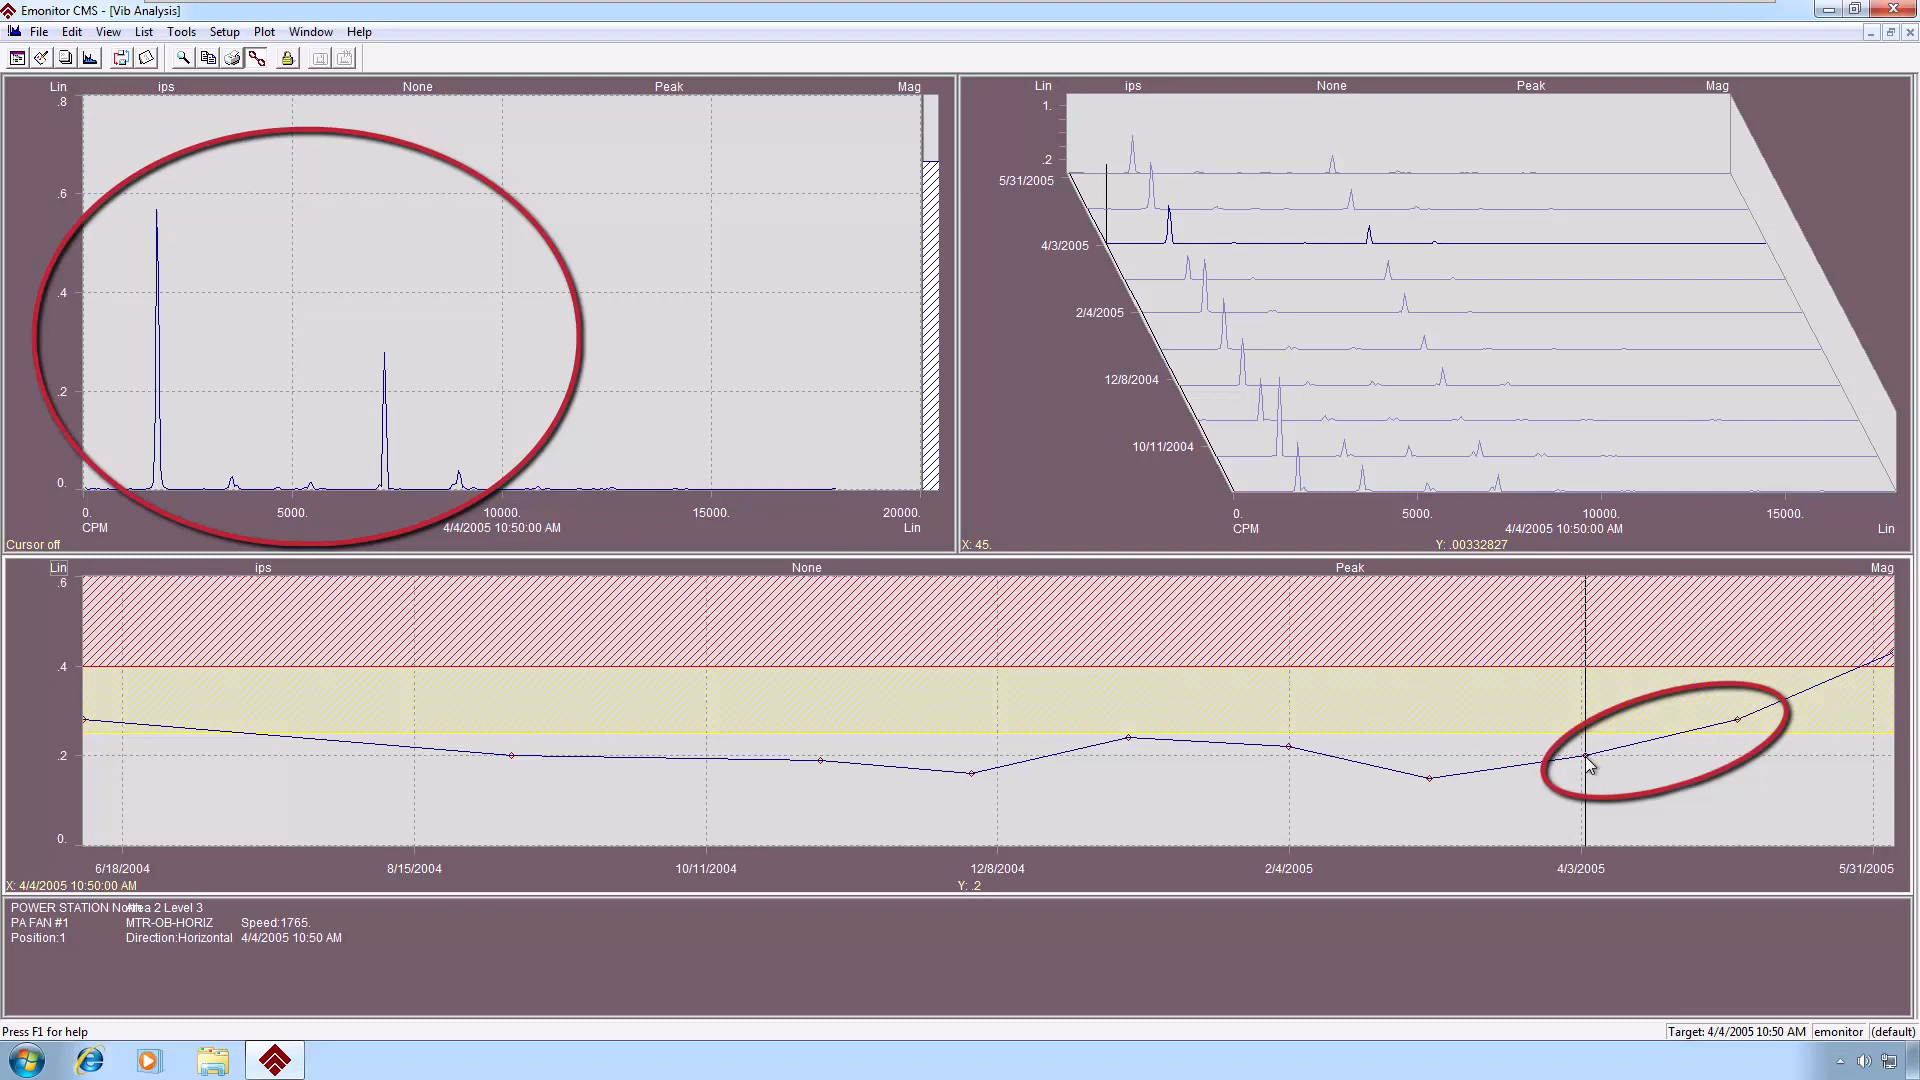 Emonitor CMS - [Vib Analysis]
File Edit View List Tools Setup Plot Window Help
Lin ips None Peak Mag
.8
.6
.4
.2
0.
0. 5000. 10000. 15000. 20000.
CPM 4/4/2005 10:50:00 AM Lin
Cursor off
Lin ips None Peak Mag
1.
.2
5/31/2005
4/3/2005
2/4/2005
12/8/2004
10/11/2004
0. 5000. 10000. 15000.
CPM 4/4/2005 10:50:00 AM Lin
X: 45. Y: .00332827
Lin ips None Peak Mag
.6
.4
.2
0.
6/18/2004 8/15/2004 10/11/2004 12/8/2004 2/4/2005 4/3/2005 5/31/2005
X: 4/4/2005 10:50:00 AM Y: .2
POWER STATION North Area 2 Level 3
PA FAN #1 MTR-OB-HORIZ Speed:1765.
Position:1 Direction:Horizontal 4/4/2005 10:50 AM
Press F1 for help Target: 4/4/2005 10:50 AM emonitor (default)